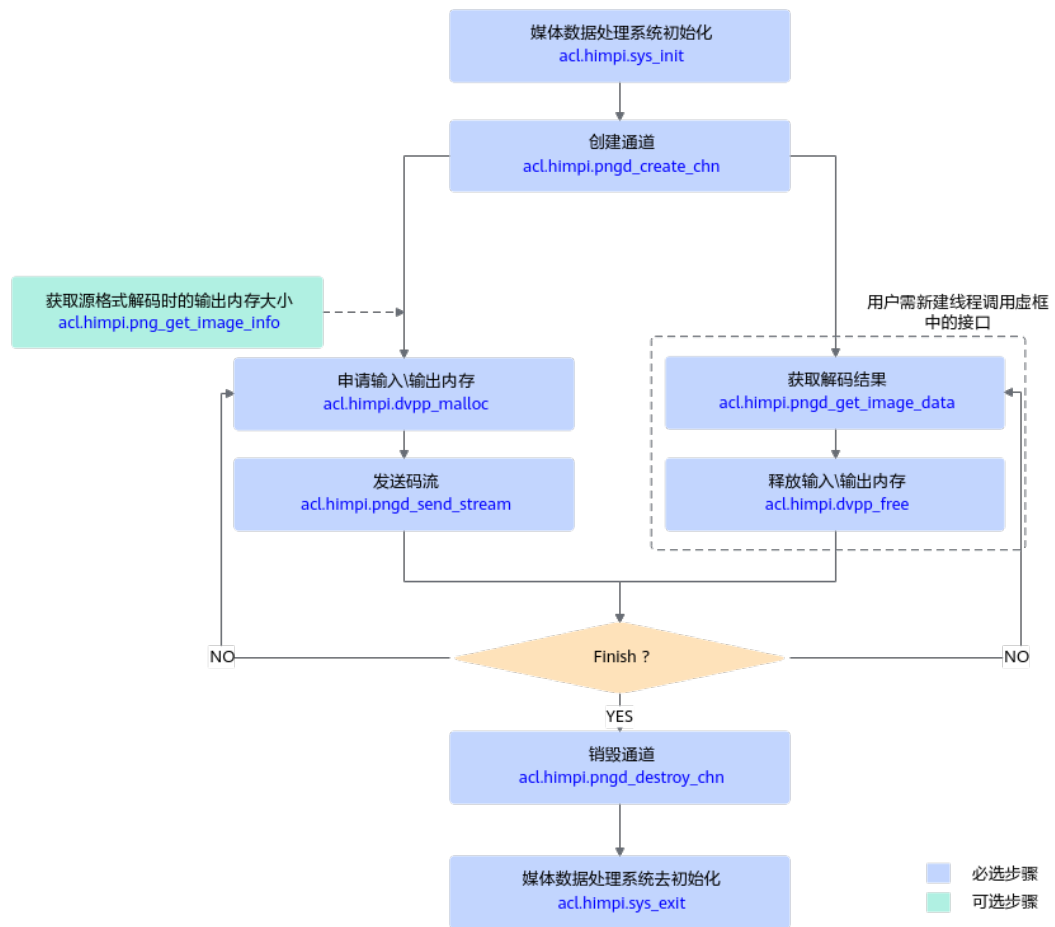 媒体数据处理系统初始化
acl.himpi.sys_init
创建通道
acl.himpi.pngd_create_chn
获取源格式解码时的输出内存大小
acl.himpi.png_get_image_info
用户需新建线程调用虚框
中的接口
申请输入\输出内存
acl.himpi.dvpp_malloc
获取解码结果
acl.himpi.pngd_get_image_data
发送码流
acl.himpi.pngd_send_stream
释放输入\输出内存
acl.himpi.dvpp_free
NO
Finish ?
NO
YES
销毁通道
acl.himpi.pngd_destroy_chn
媒体数据处理系统去初始化
acl.himpi.sys_exit
必选步骤
可选步骤